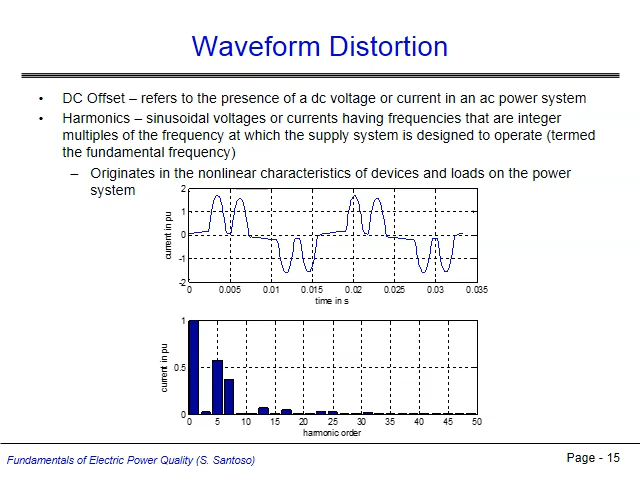 Waveform Distortion
• DC Offset – refers to the presence of a dc voltage or current in an ac power system
• Harmonics – sinusoidal voltages or currents having frequencies that are integer
multiples of the frequency at which the supply system is designed to operate (termed
the fundamental frequency)
– Originates in the nonlinear characteristics of devices and loads on the power
system
2
1
0
-1
-2
current in pu
0 0.005 0.01 0.015 0.02 0.025 0.03 0.035
time in s
1
0.5
0
current in pu
0 5 10 15 20 25 30 35 40 45 50
harmonic order
Fundamentals of Electric Power Quality (S. Santoso)
Page - 15